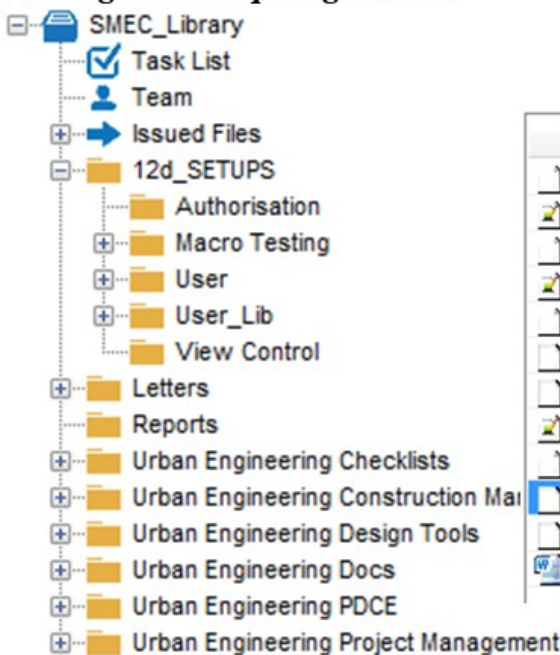 SMEC_Library
Task List
Team
Issued Files
12d_SETUPS
Authorisation
Macro Testing
User
User_Lib
View Control
Letters
Reports
Urban Engineering Checklists
Urban Engineering Construction Mar
Urban Engineering Design Tools
Urban Engineering Docs
Urban Engineering PDCE
Urban Engineering Project Management